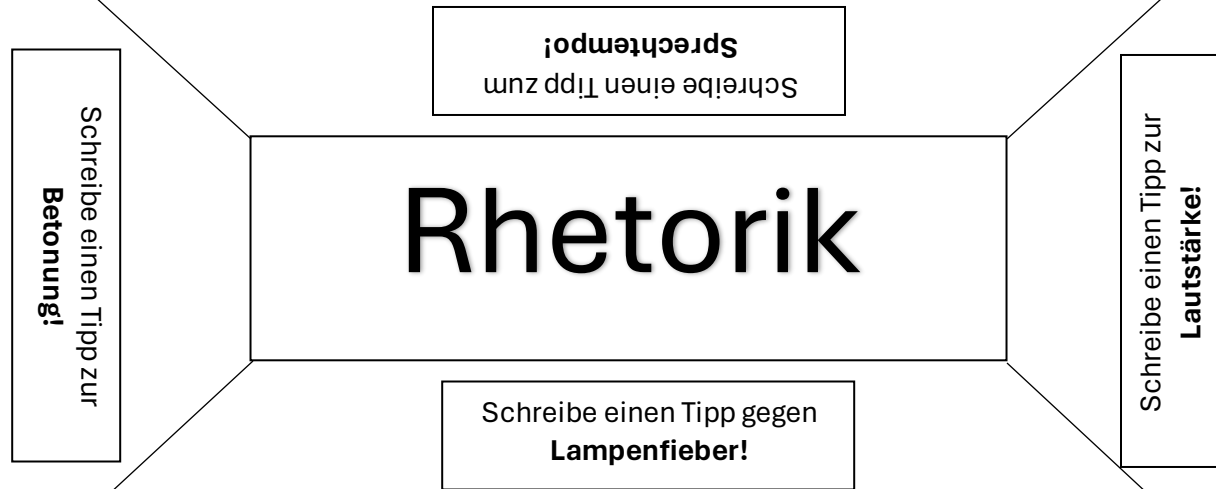 Schreibe einen Tipp zum
Sprechtempo!
Schreibe einen Tipp zur
Betonung!
Rhetorik
Schreibe einen Tipp zur
Lautstärke!
Schreibe einen Tipp gegen
Lampenfieber!